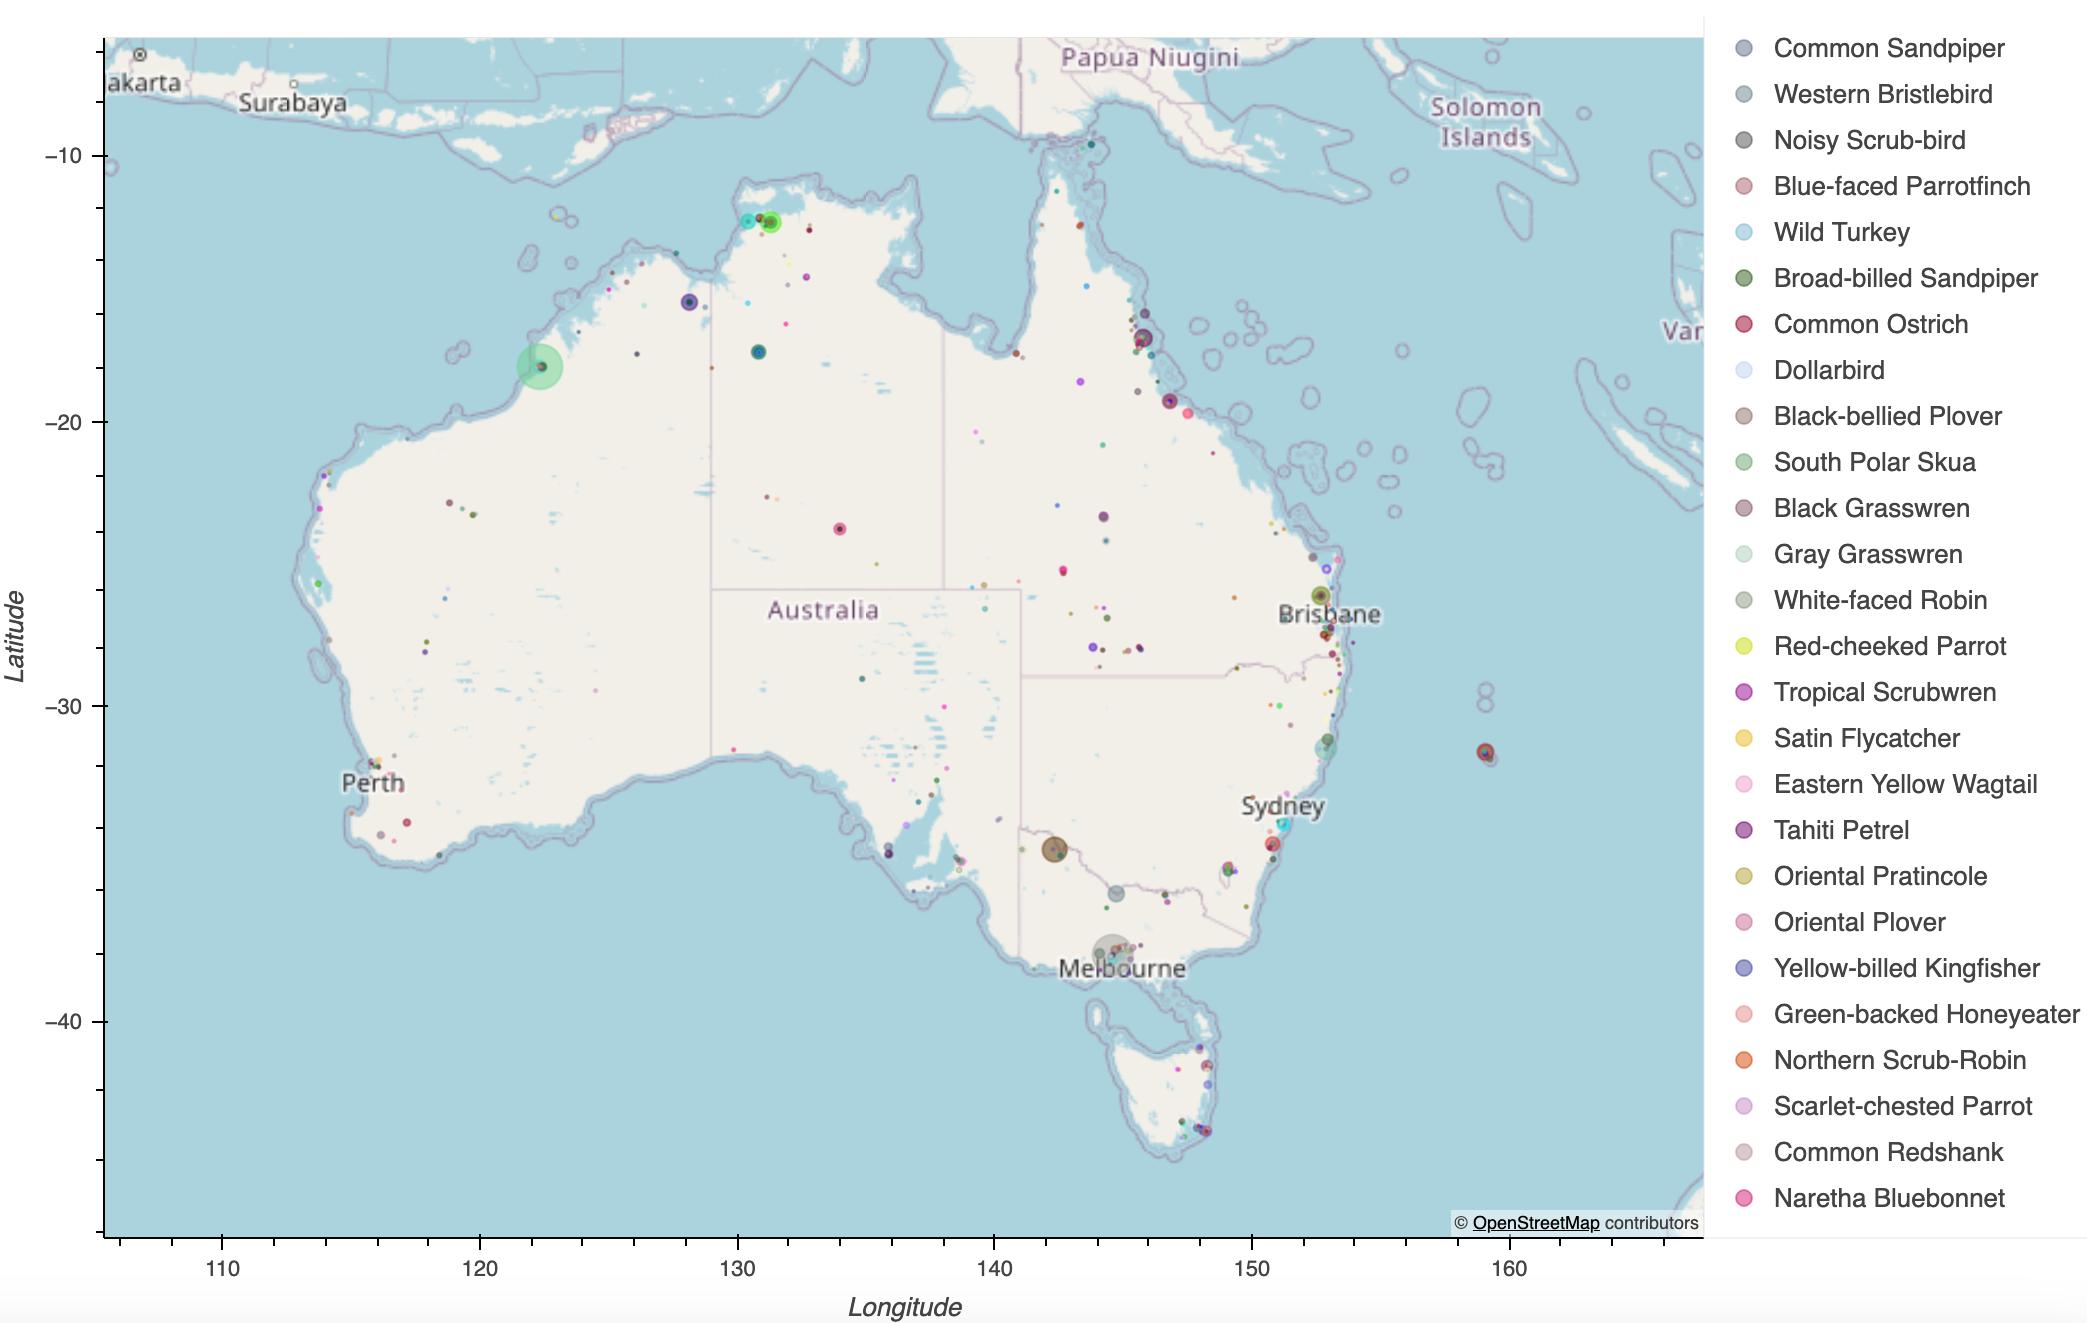 akarta
Surabaya
Papua Niugini
Solomon
Islands
Van
Australia
Brisbane
Perth
Sydney
Melbourne
© OpenStreetMap contributors
−10
−20
−30
−40
Latitude
110
120
130
140
150
160
Longitude
Common Sandpiper
Western Bristlebird
Noisy Scrub-bird
Blue-faced Parrotfinch
Wild Turkey
Broad-billed Sandpiper
Common Ostrich
Dollarbird
Black-bellied Plover
South Polar Skua
Black Grasswren
Gray Grasswren
White-faced Robin
Red-cheeked Parrot
Tropical Scrubwren
Satin Flycatcher
Eastern Yellow Wagtail
Tahiti Petrel
Oriental Pratincole
Oriental Plover
Yellow-billed Kingfisher
Green-backed Honeyeater
Northern Scrub-Robin
Scarlet-chested Parrot
Common Redshank
Naretha Bluebonnet